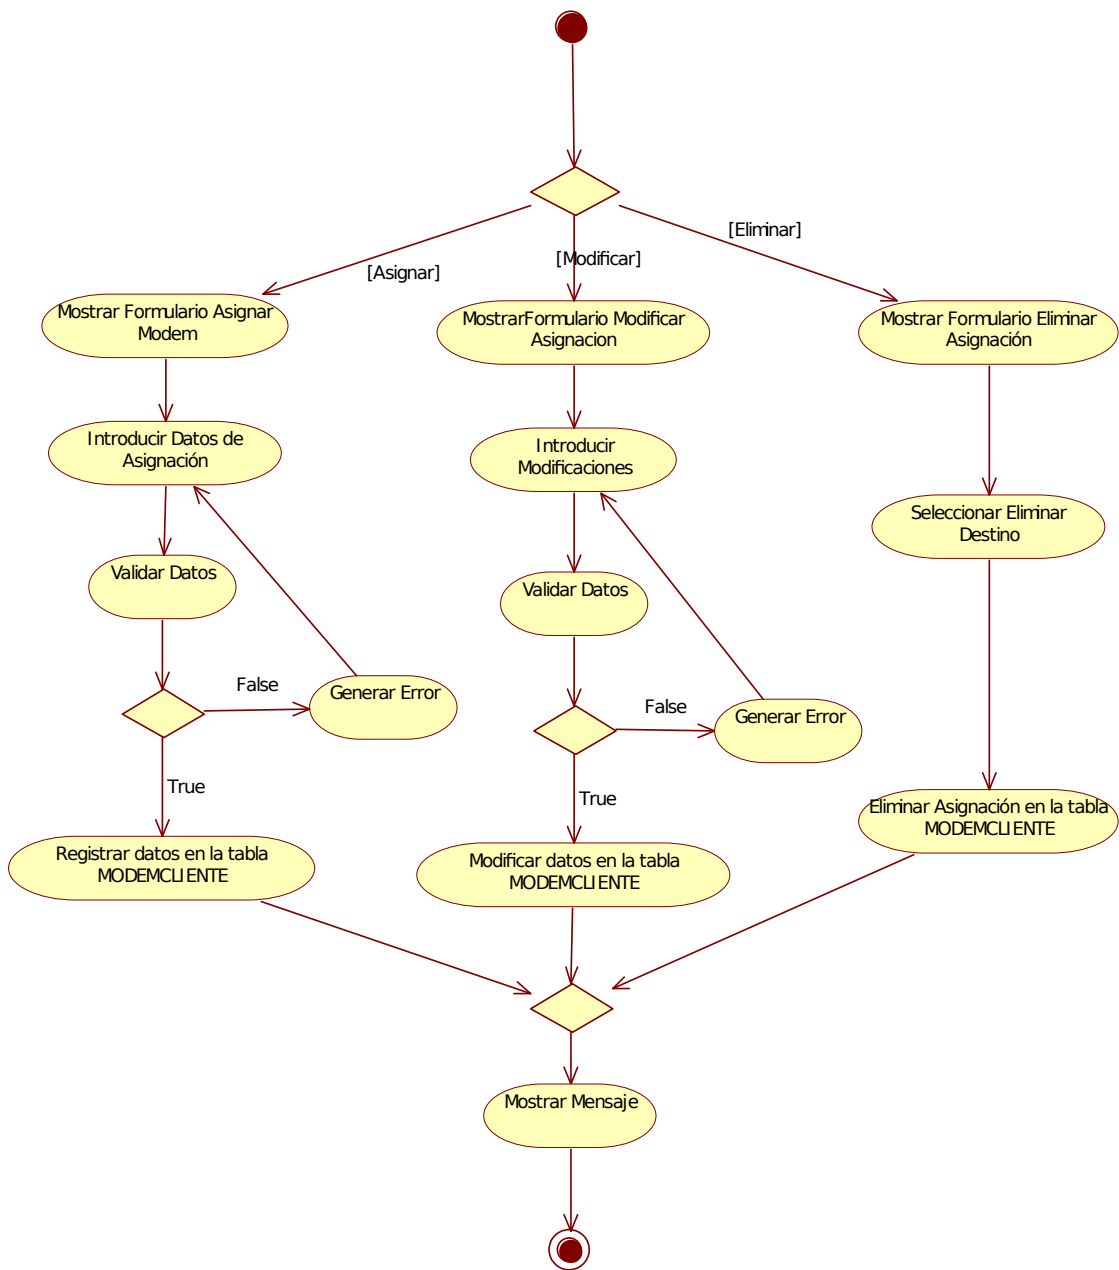 [Eliminar]
[Modificar]
[Asignar]
Mostrar Formulario Asignar
Modem
MostrarFormulario Modificar
Asignacion
Mostrar Formulario Eliminar
Asignación
Introducir Datos de
Asignación
Introducir
Modificaciones
Seleccionar Eliminar
Destino
Validar Datos
Validar Datos
False
Generar Error
False
Generar Error
True
True
Eliminar Asignación en la tabla
MODEMCLIENTE
Registrar datos en la tabla
MODEMCLIENTE
Modificar datos en la tabla
MODEMCLIENTE
Mostrar Mensaje